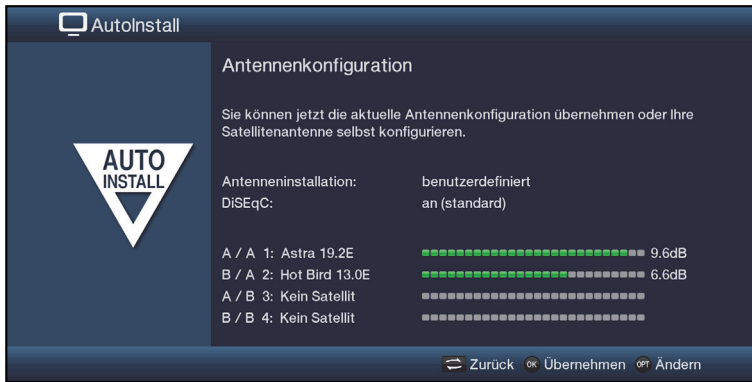 AutoInstall
Antennenkonfiguration
Sie können jetzt die aktuelle Antennenkonfiguration übernehmen oder Ihre
Satellitenantenne selbst konfigurieren.
AUTO
INSTALL
Antenneninstallation: benutzerdefiniert
DiSEqC: an (standard)
A / A 1: Astra 19.2E 9.6dB
B / A 2: Hot Bird 13.0E 6.6dB
A / B 3: Kein Satellit
B / B 4: Kein Satellit
Zurück OK Übernehmen OPT Ändern